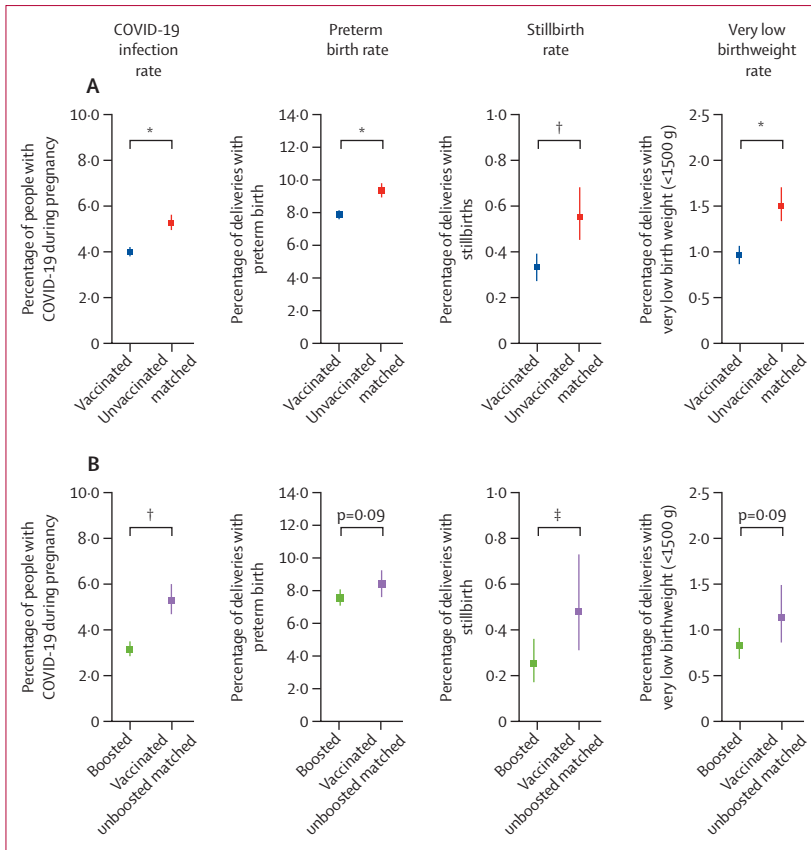 COVID-19
infection
rate
Preterm
birth rate
Stillbirth
rate
Very low
birthweight
rate
A
Percentage of people with
COVID-19 during pregnancy
10·0
8·0
6·0
4·0
2·0
0
*
Vaccinated
Unvaccinated
matched
Percentage of deliveries with
preterm birth
14·0
12·0
10·0
8·0
6·0
4·0
2·0
0
*
Vaccinated
Unvaccinated
matched
Percentage of deliveries with
stillbirths
1·0
0·8
0·6
0·4
0·2
0
†
Vaccinated
Unvaccinated
matched
Percentage of deliveries with
very low birth weight (<1500 g)
2·5
2·0
1·5
1·0
0·5
0
*
Vaccinated
Unvaccinated
matched
B
Percentage of people with
COVID-19 during pregnancy
10·0
8·0
6·0
4·0
2·0
0
†
Boosted
Vaccinated
unboosted matched
Percentage of deliveries with
preterm birth
14·0
12·0
10·0
8·0
6·0
4·0
2·0
0
p=0·09
Boosted
Vaccinated
unboosted matched
Percentage of deliveries with
stillbirth
1·0
0·8
0·6
0·4
0·2
0
‡
Boosted
Vaccinated
unboosted matched
Percentage of deliveries with
very low birthweight (<1500 g)
2·5
2·0
1·5
1·0
0·5
0
p=0·09
Boosted
Vaccinated
unboosted matched